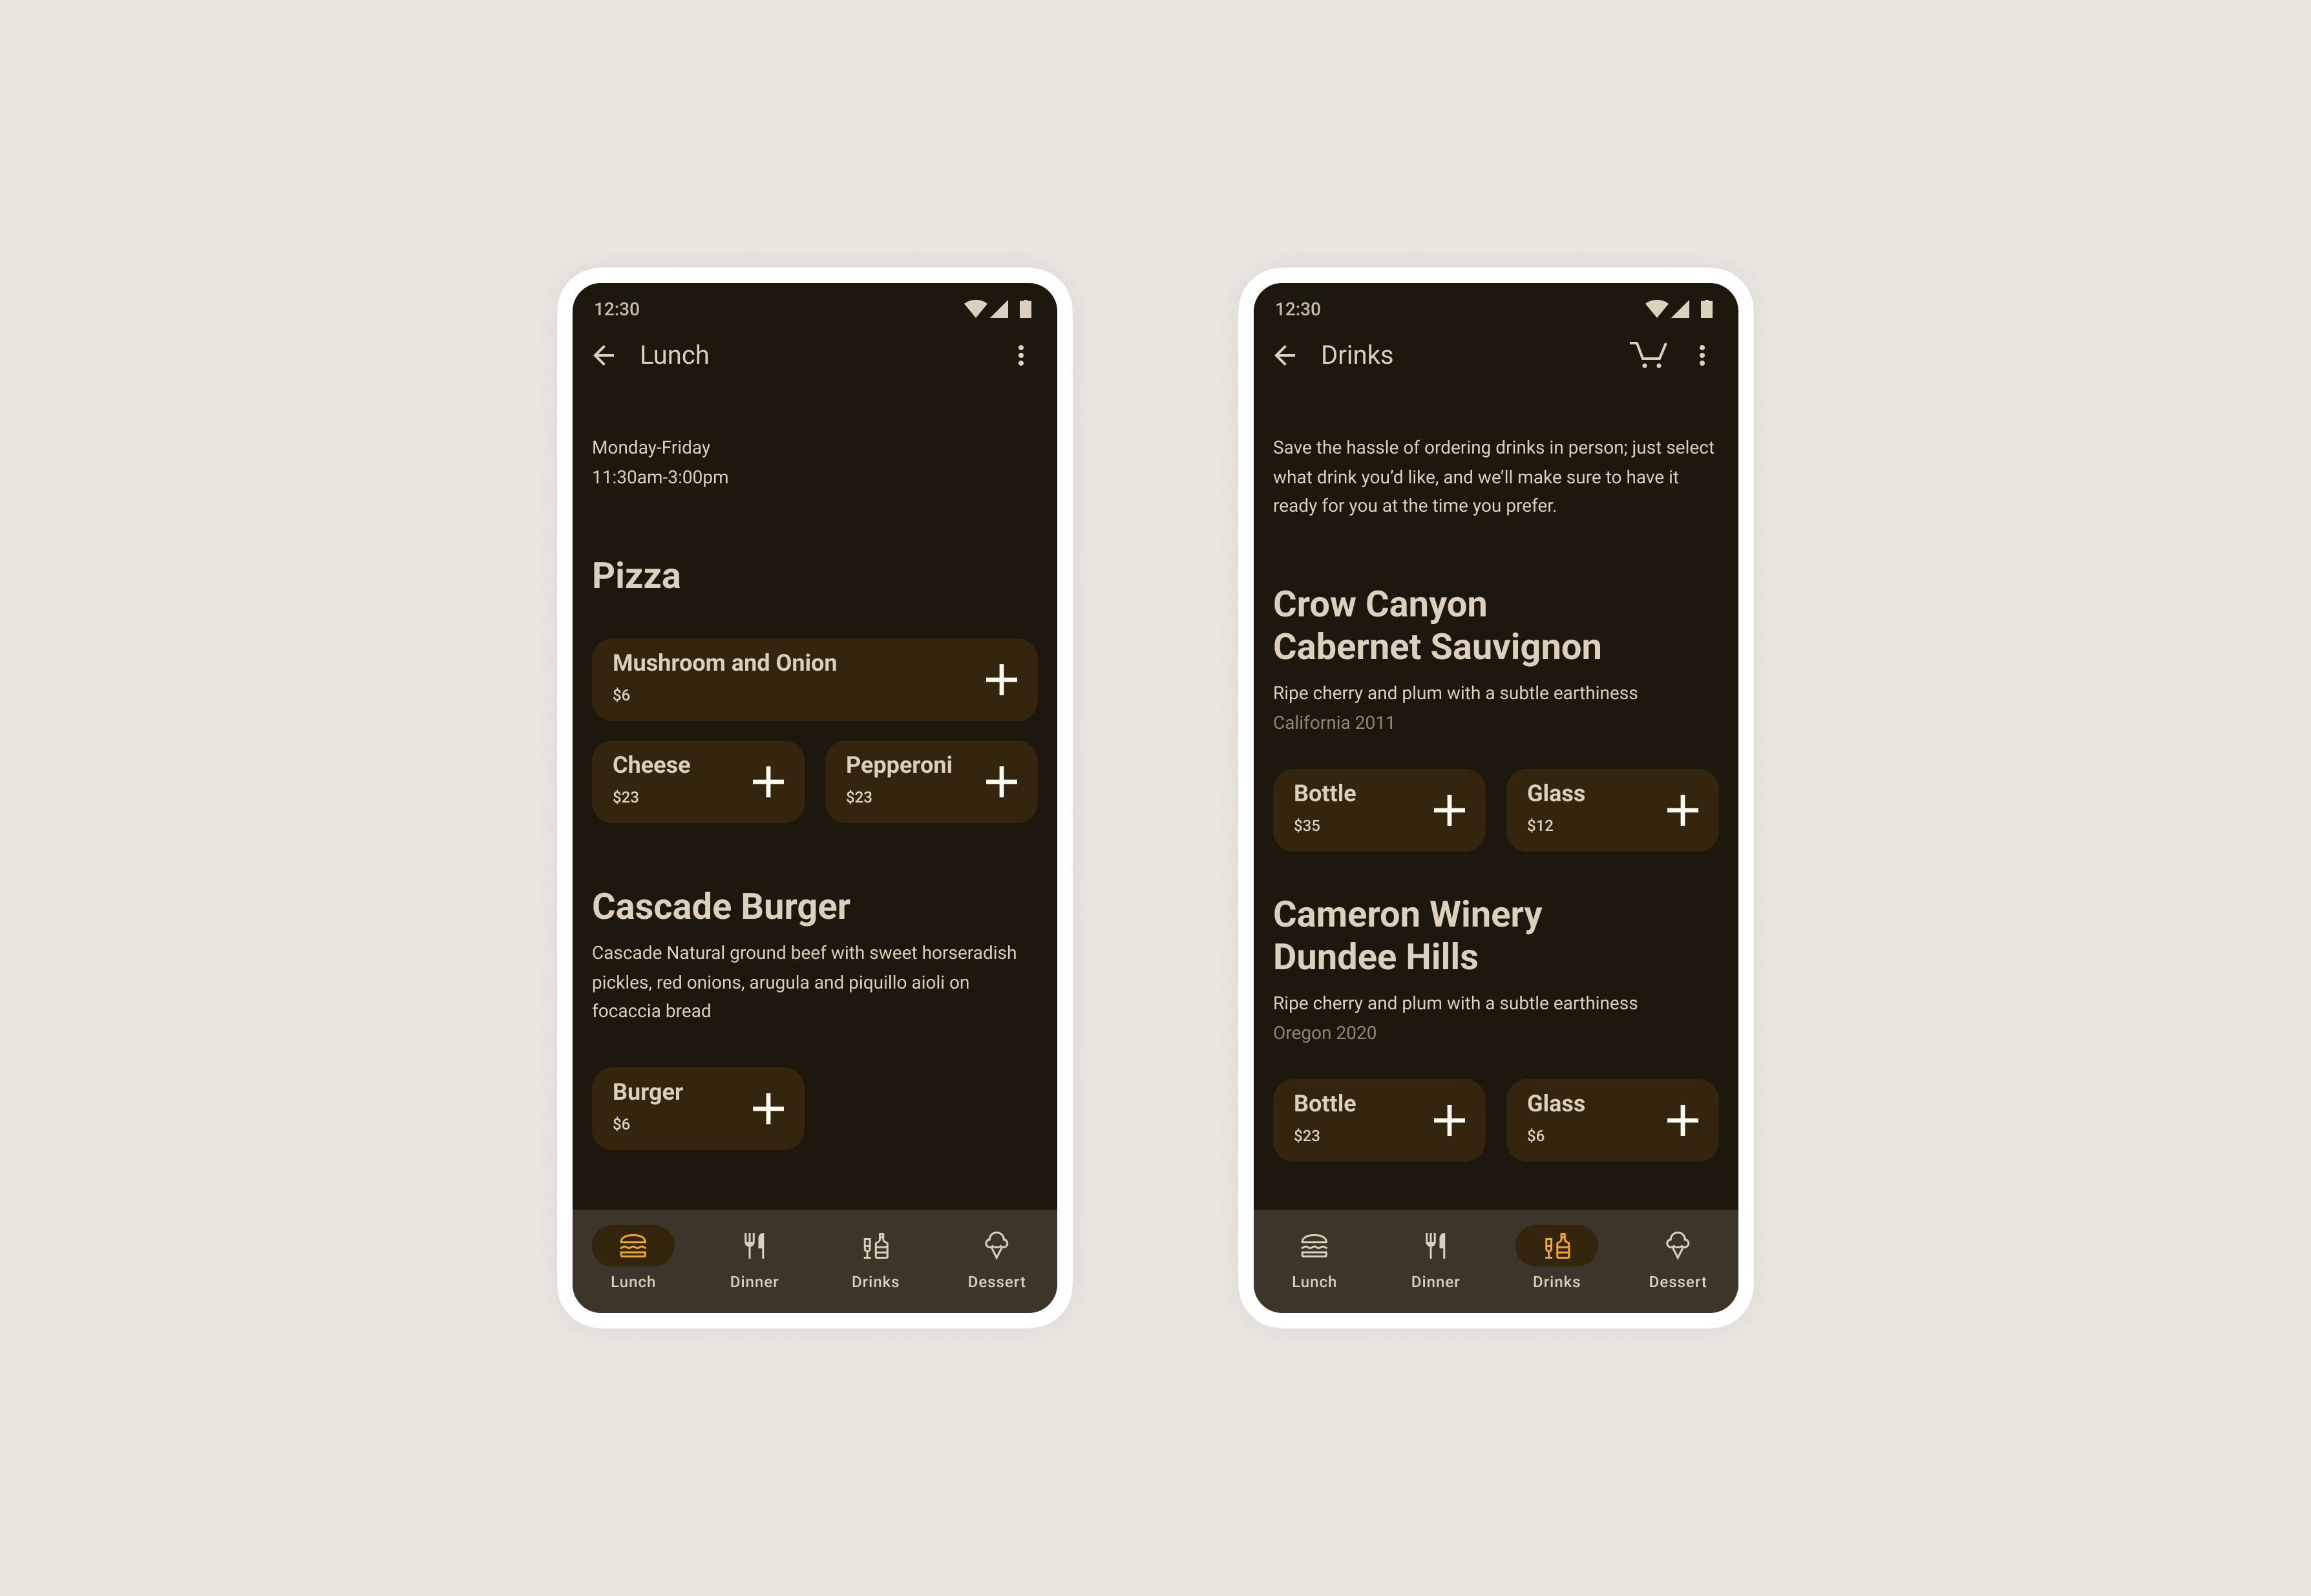 12:30
Lunch
Monday-Friday
11:30am-3:00pm
Pizza
Mushroom and Onion
$6
Cheese
$23
Pepperoni
$23
Cascade Burger
Cascade Natural ground beef with sweet horseradish
pickles, red onions, arugula and piquillo aioli on
focaccia bread
Burger
$6
Lunch
Dinner
Drinks
Dessert
12:30
Drinks
Save the hassle of ordering drinks in person; just select
what drink you’d like, and we’ll make sure to have it
ready for you at the time you prefer.
Crow Canyon
Cabernet Sauvignon
Ripe cherry and plum with a subtle earthiness
California 2011
Bottle
$35
Glass
$12
Cameron Winery
Dundee Hills
Ripe cherry and plum with a subtle earthiness
Oregon 2020
Bottle
$23
Glass
$6
Lunch
Dinner
Drinks
Dessert